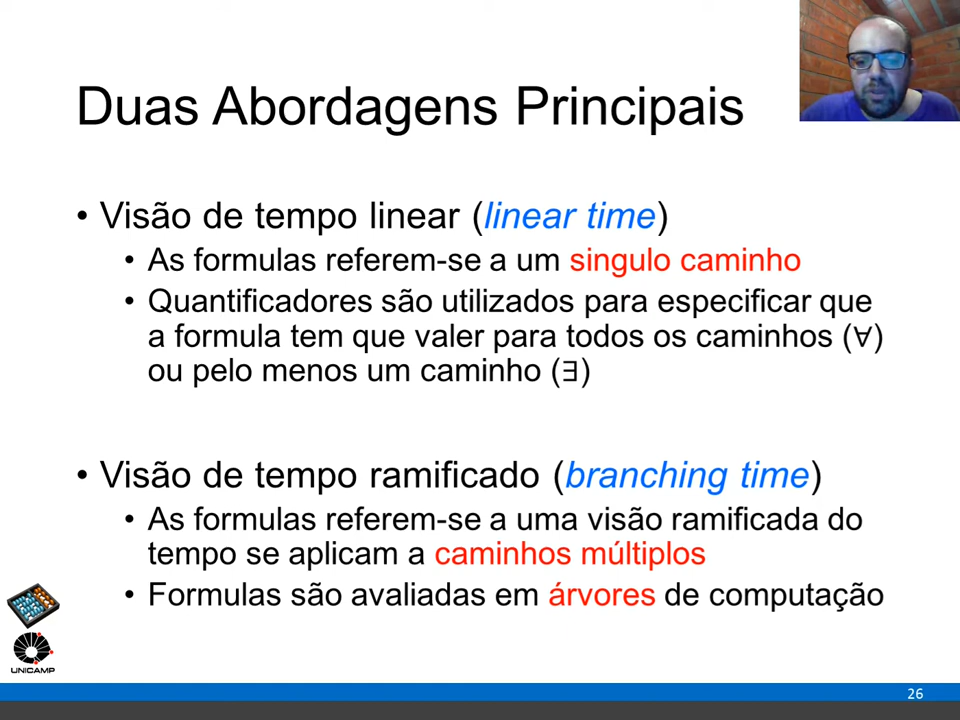 Duas Abordagens Principais
• Visão de tempo linear (linear time)
• As formulas referem-se a um singulo caminho
• Quantificadores são utilizados para especificar que
a formula tem que valer para todos os caminhos (∀)
ou pelo menos um caminho (∃)
• Visão de tempo ramificado (branching time)
• As formulas referem-se a uma visão ramificada do
tempo se aplicam a caminhos múltiplos
• Formulas são avaliadas em árvores de computação
UNICAMP
26